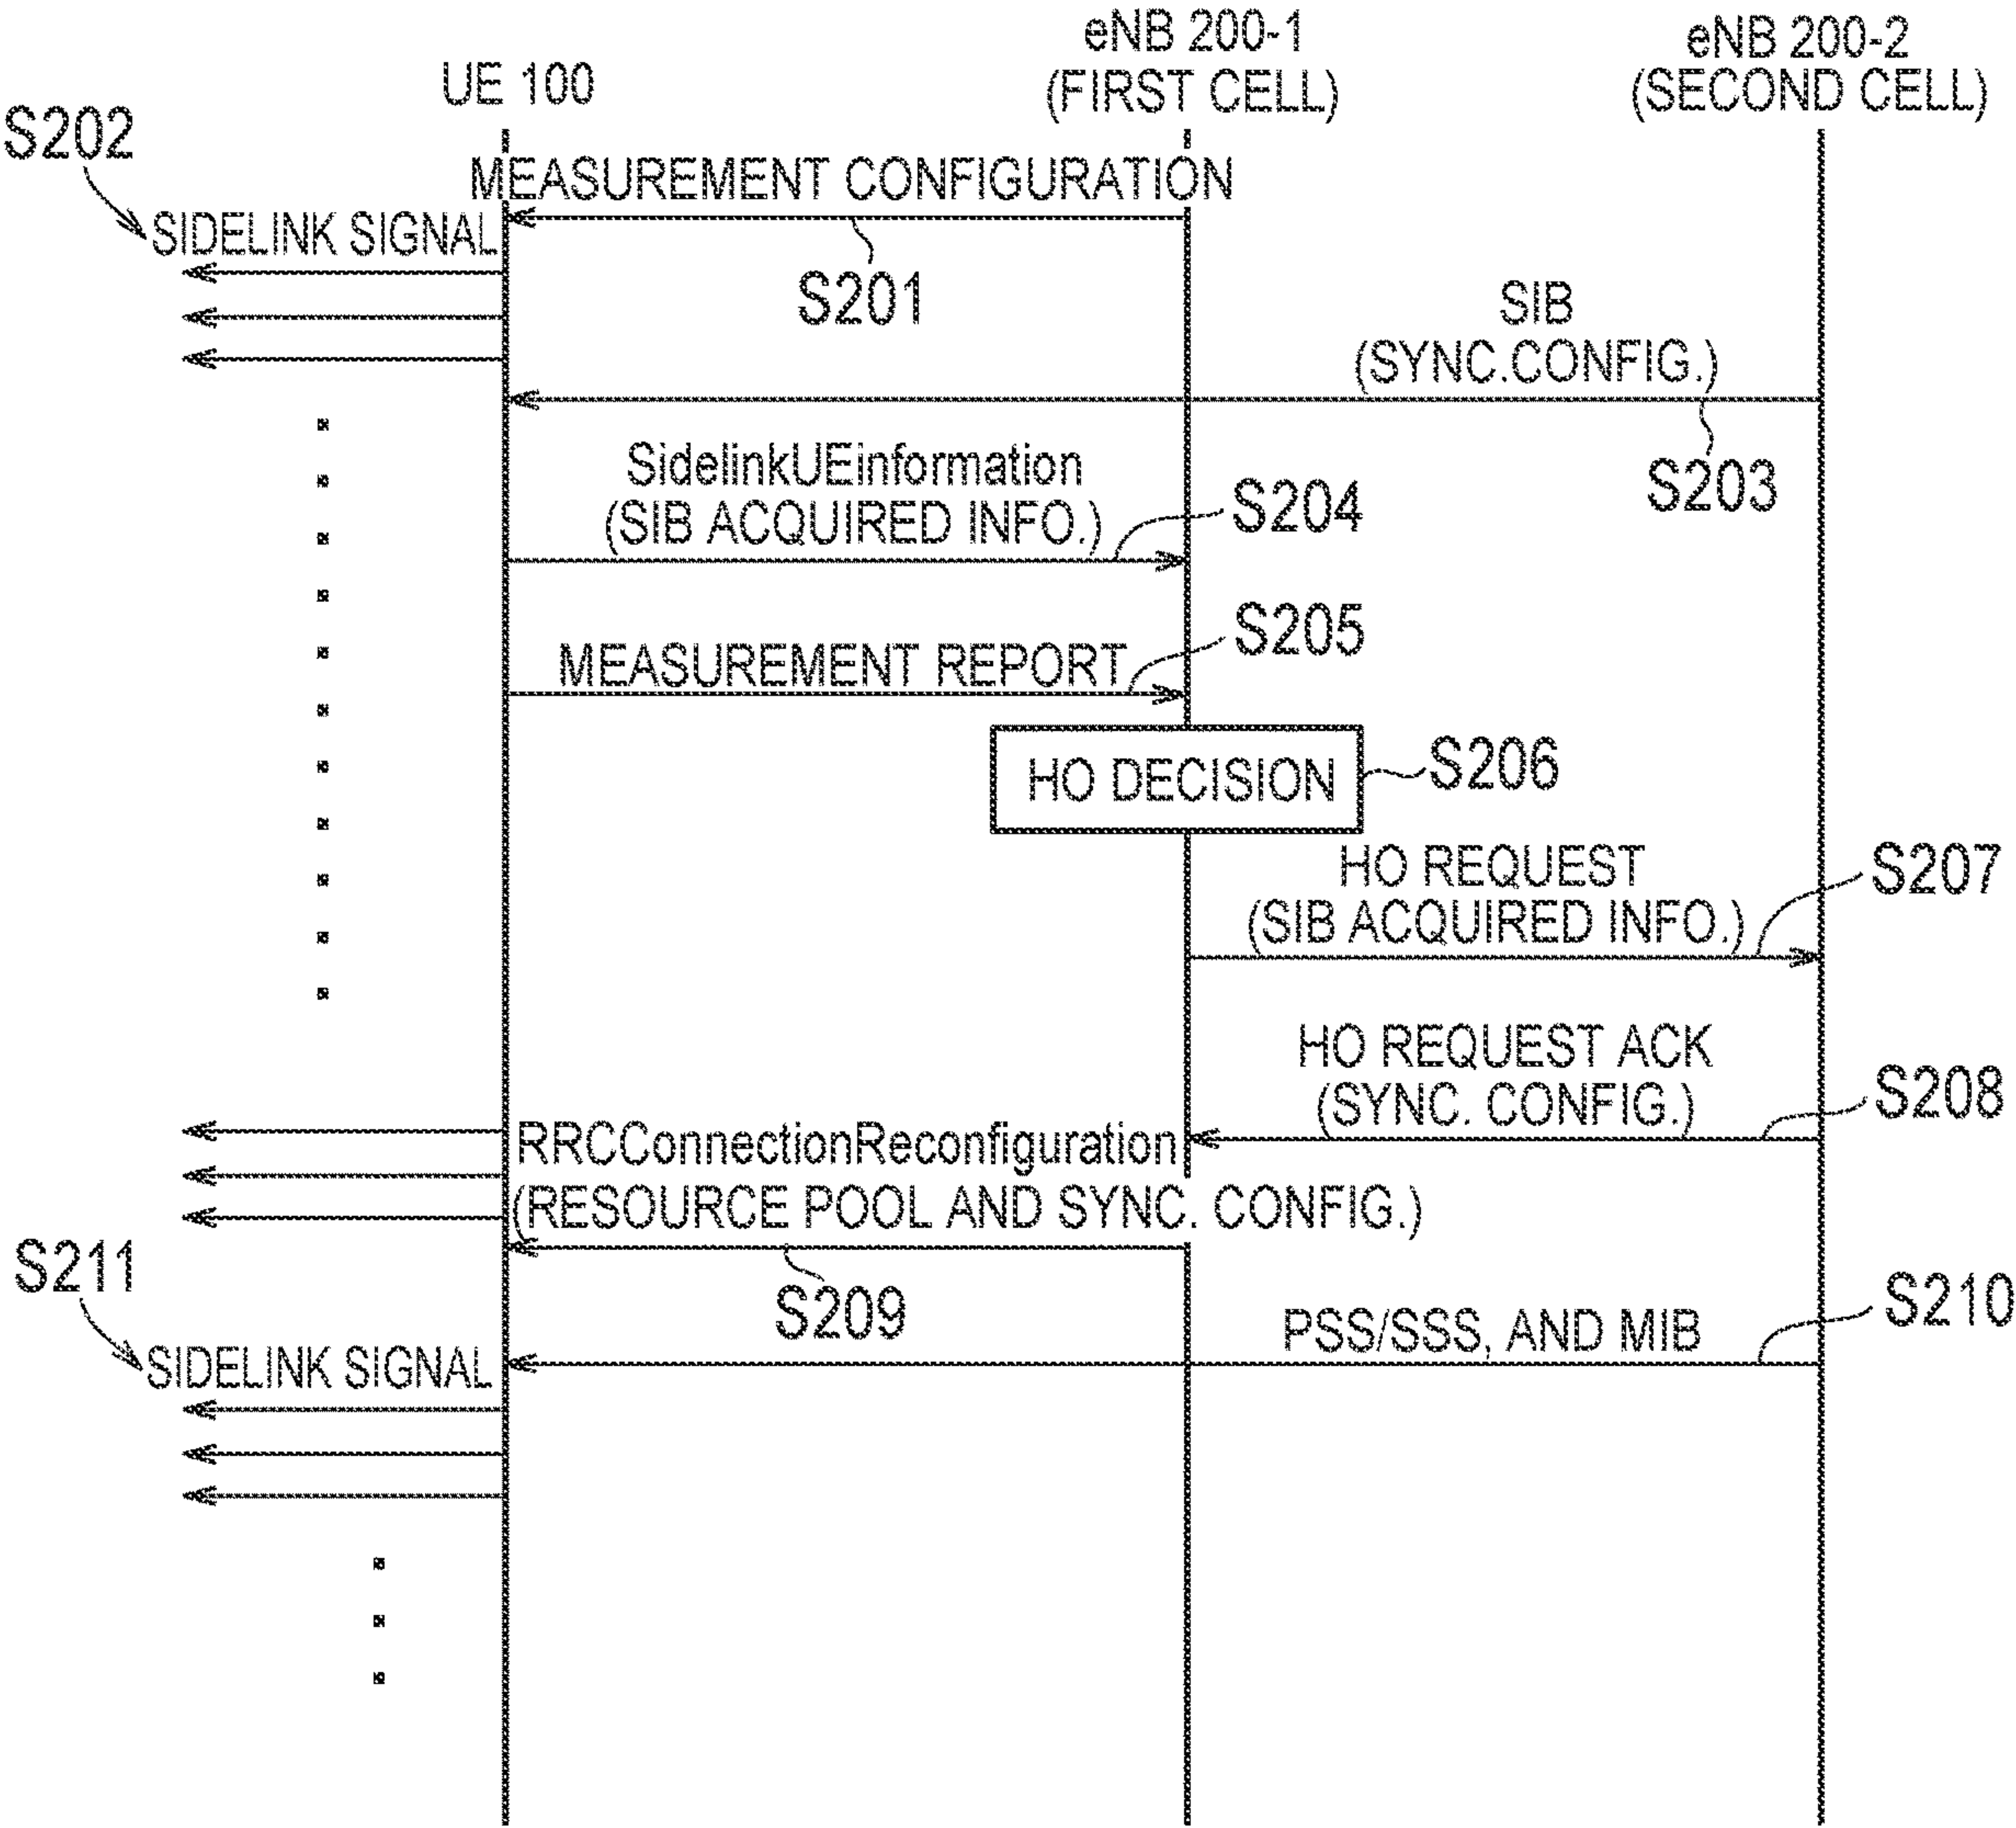 UE 100
eNB 200-1
(FIRST CELL)
eNB 200-2
(SECOND CELL)
S202
MEASUREMENT CONFIGURATION
SIDELINK SIGNAL
S201
SIB
(SYNC.CONFIG.)
S203
SidelinkUEinformation
(SIB ACQUIRED INFO.)
S204
MEASUREMENT REPORT
S205
HO DECISION
S206
HO REQUEST
(SIB ACQUIRED INFO.)
S207
HO REQUEST ACK
(SYNC. CONFIG.)
S208
RRCConnectionReconfiguration
(RESOURCE POOL AND SYNC. CONFIG.)
S209
S211
SIDELINK SIGNAL
PSS/SSS, AND MIB
S210